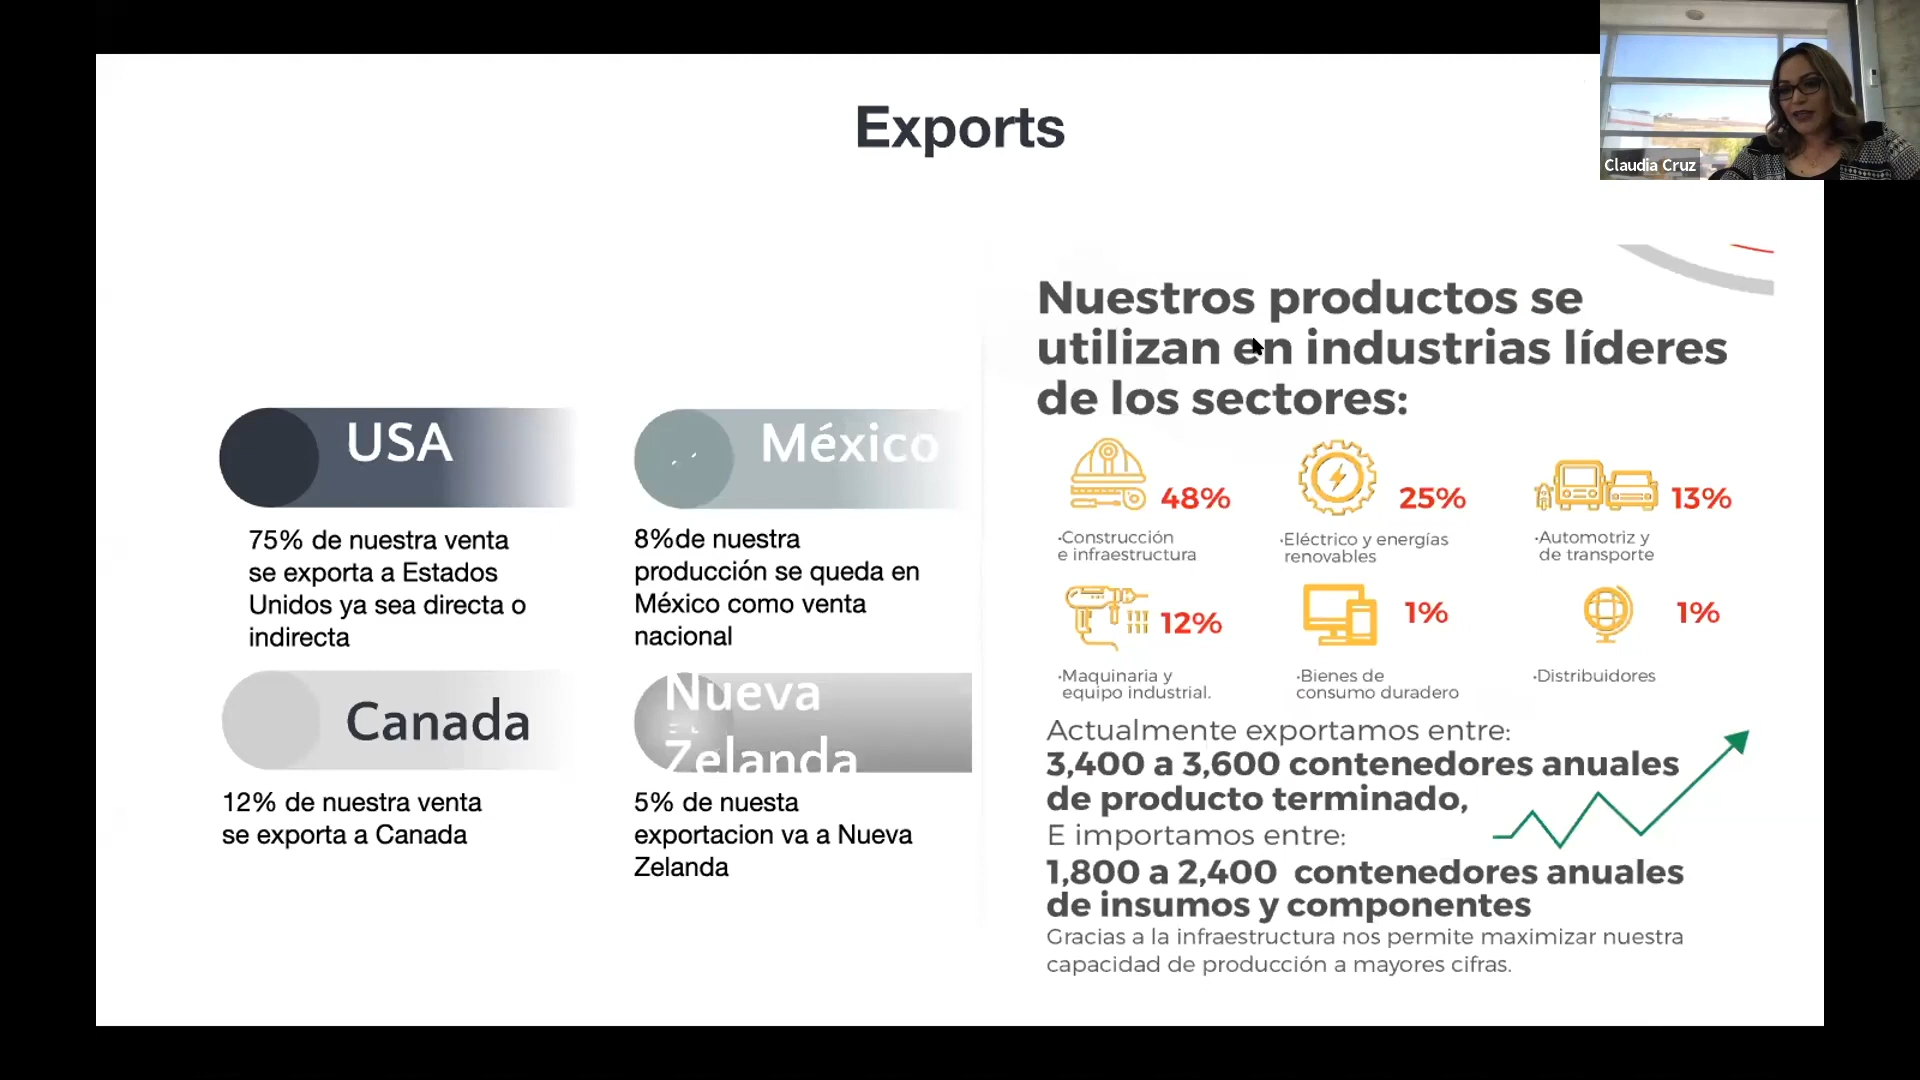 Exports
Claudia Cruz
USA
75% de nuestra venta
se exporta a Estados
Unidos ya sea directa o
indirecta
México
8%de nuestra
producción se queda en
México como venta
nacional
Canada
12% de nuestra venta
se exporta a Canada
Nueva
Zelanda
5% de nuesta
exportacion va a Nueva
Zelanda
Nuestros productos se
utilizan en industrias líderes
de los sectores:
48%
·Construcción
e infraestructura
25%
·Eléctrico y energías
renovables
13%
·Automotriz y
de transporte
12%
·Maquinaria y
equipo industrial.
1%
·Bienes de
consumo duradero
1%
·Distribuidores
Actualmente exportamos entre:
3,400 a 3,600 contenedores anuales
de producto terminado,
E importamos entre:
1,800 a 2,400 contenedores anuales
de insumos y componentes
Gracias a la infraestructura nos permite maximizar nuestra
capacidad de producción a mayores cifras.